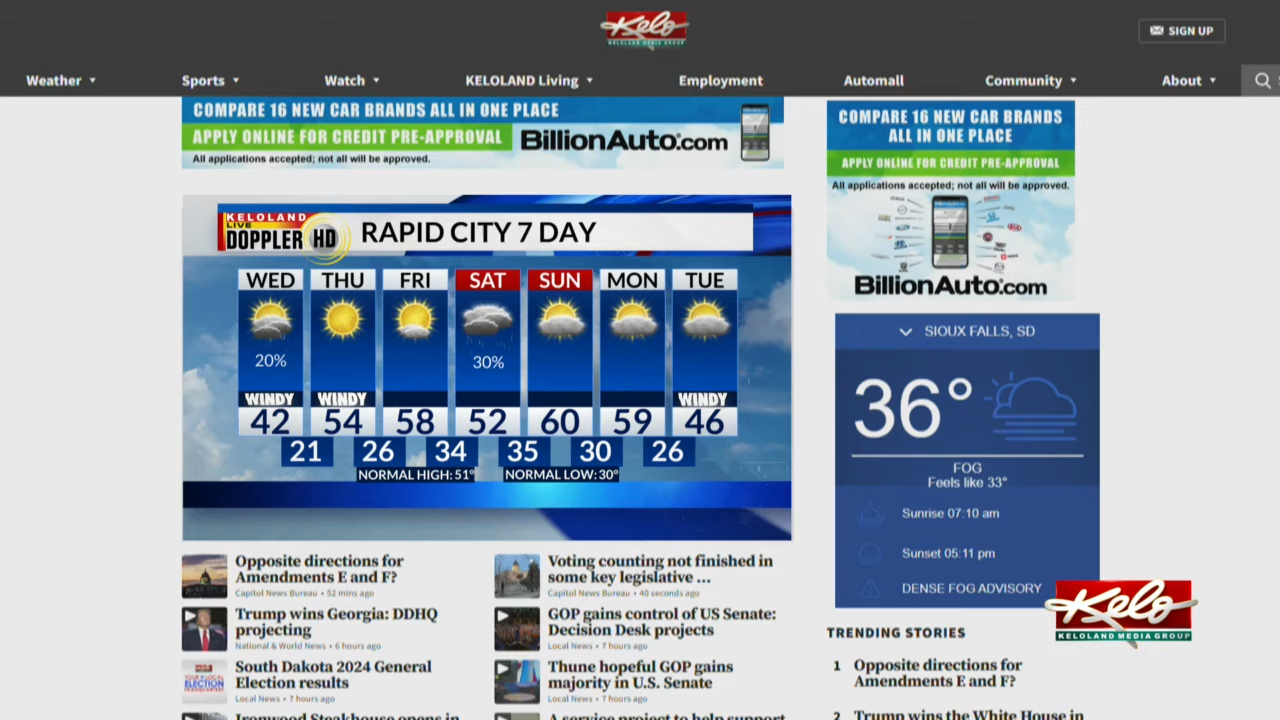 Kelo
KELOLAND MEDIA GROUP
SIGN UP
Weather
Sports
Watch
KELOLAND Living
Employment
Automall
Community
About
COMPARE 16 NEW CAR BRANDS ALL IN ONE PLACE
APPLY ONLINE FOR CREDIT PRE-APPROVAL
BillionAuto.com
All applications accepted; not all will be approved.
COMPARE 16 NEW CAR BRANDS
ALL IN ONE PLACE
APPLY ONLINE FOR CREDIT PRE-APPROVAL
All applications accepted; not all will be approved.
BillionAuto.com
KELOLAND
LIVE
DOPPLER HD
RAPID CITY 7 DAY
WED THU FRI SAT SUN MON TUE
20% 30%
WINDY WINDY WINDY
42 54 58 52 60 59 46
21 26 34 35 30 26
NORMAL HIGH: 51° NORMAL LOW: 30°
SIOUX FALLS, SD
36°
FOG
Feels like 33°
Sunrise 07:10 am
Sunset 05:11 pm
DENSE FOG ADVISORY
Kelo
KELOLAND MEDIA GROUP
Opposite directions for
Amendments E and F?
Capitol News Bureau • 52 mins ago
Voting counting not finished in
some key legislative ...
Capitol News Bureau • 40 seconds ago
Trump wins Georgia: DDHQ
projecting
National & World News • 6 hours ago
GOP gains control of US Senate:
Decision Desk projects
Local News • 7 hours ago
South Dakota 2024 General
Election results
Local News • 7 hours ago
Thune hopeful GOP gains
majority in U.S. Senate
Local News • 7 hours ago
Ironwood Steakhouse opens in
A service project to help support
TRENDING STORIES
1 Opposite directions for
Amendments E and F?
2 Trump wins the White House in